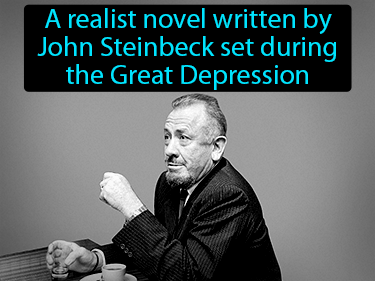 A realist novel written by
John Steinbeck set during
the Great Depression